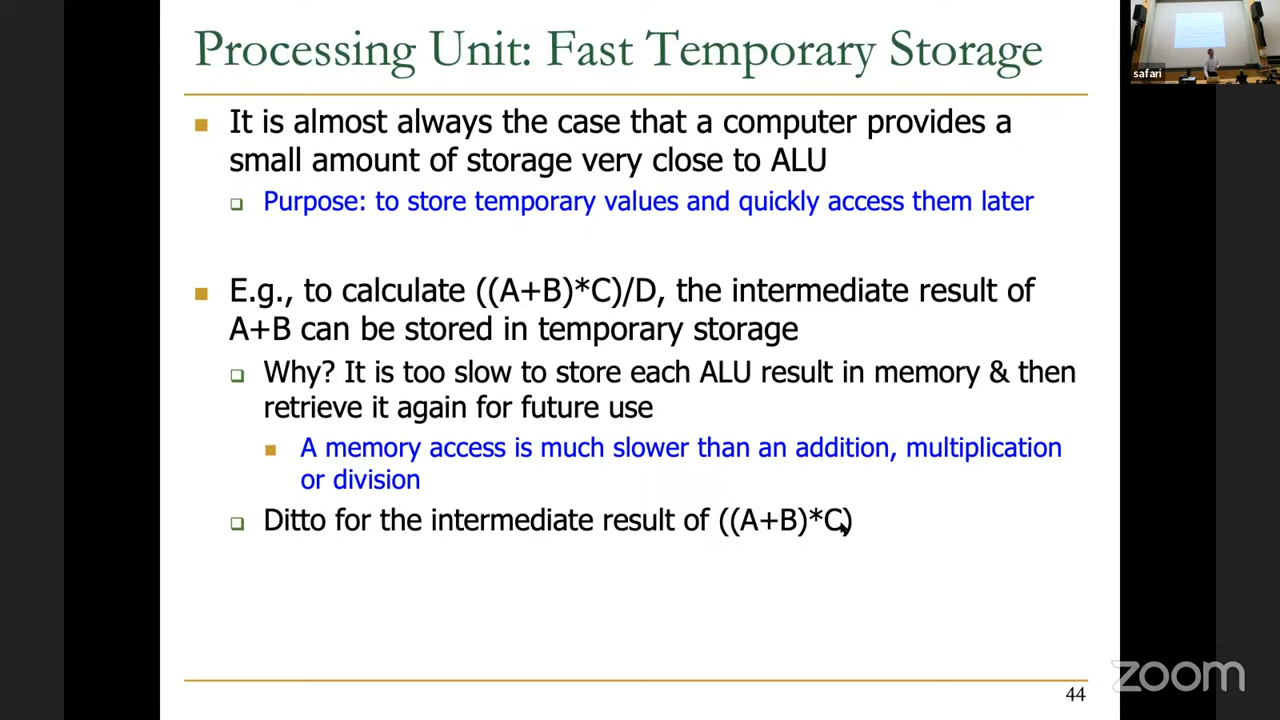 Processing Unit: Fast Temporary Storage
safari
It is almost always the case that a computer provides a
small amount of storage very close to ALU
Purpose: to store temporary values and quickly access them later
E.g., to calculate ((A+B)*C)/D, the intermediate result of
A+B can be stored in temporary storage
Why? It is too slow to store each ALU result in memory & then
retrieve it again for future use
A memory access is much slower than an addition, multiplication
or division
Ditto for the intermediate result of ((A+B)*C)
zoom
44